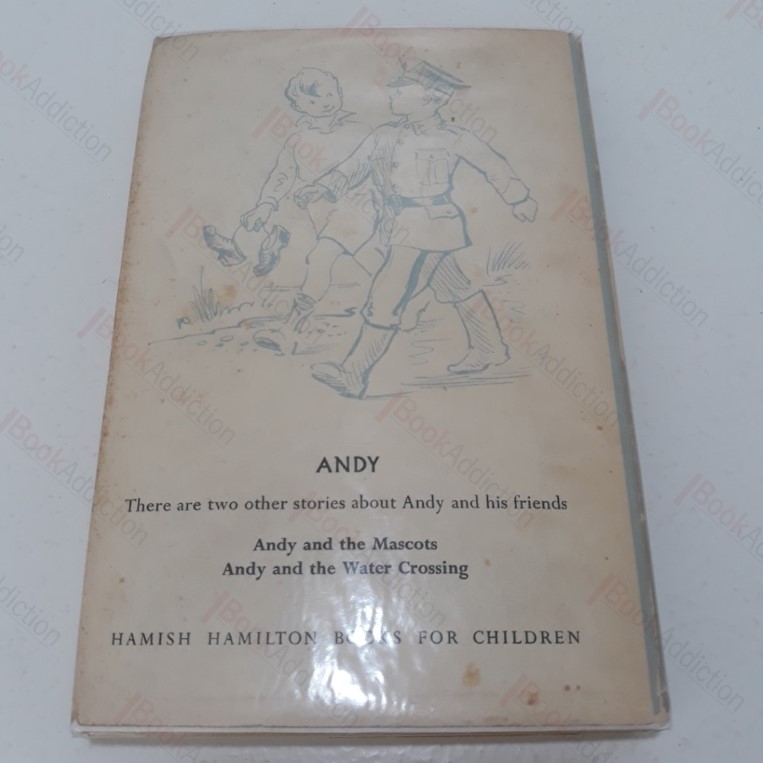 ANDY
There are two other stories about Andy and his friends
Andy and the Mascots
Andy and the Water Crossing
HAMISH HAMILTON BOOKS FOR CHILDREN
BookAddiction